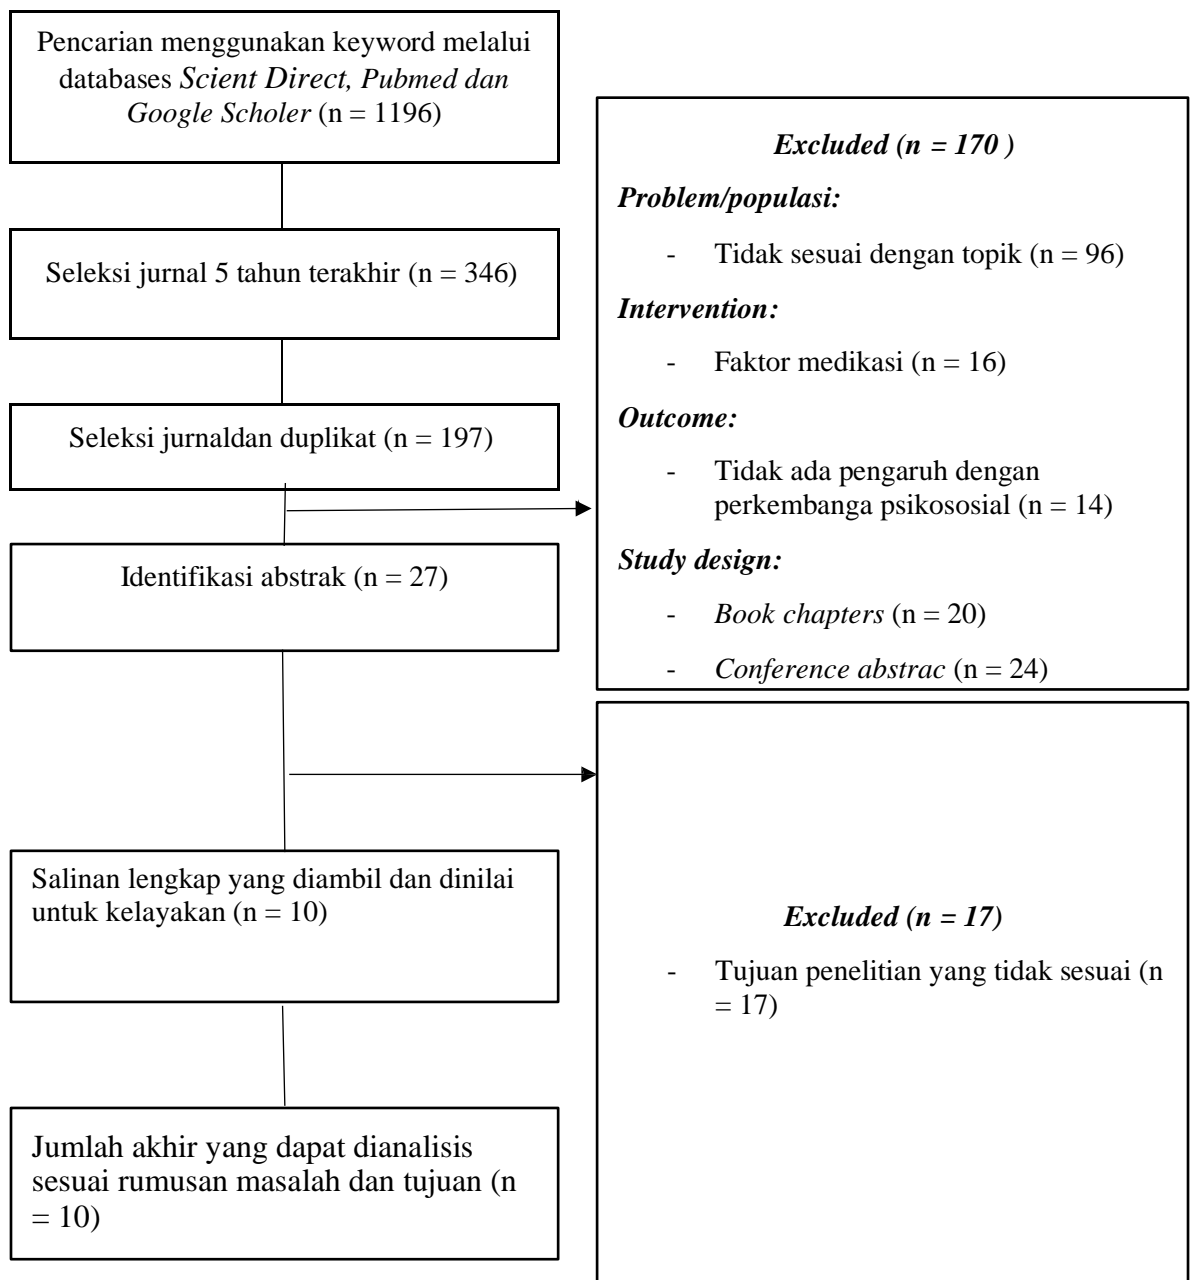 Pencarian menggunakan keyword melalui
databases Scient Direct, Pubmed dan
Google Scholer (n = 1196)
Seleksi jurnal 5 tahun terakhir (n = 346)
Seleksi jurnaldan duplikat (n = 197)
Identifikasi abstrak (n = 27)
Salinan lengkap yang diambil dan dinilai
untuk kelayakan (n = 10)
Jumlah akhir yang dapat dianalisis
sesuai rumusan masalah dan tujuan (n
= 10)
Excluded (n = 170 )
Problem/populasi:
- Tidak sesuai dengan topik (n = 96)
Intervention:
- Faktor medikasi (n = 16)
Outcome:
- Tidak ada pengaruh dengan
perkembanga psikososial (n = 14)
Study design:
- Book chapters (n = 20)
- Conference abstrac (n = 24)
Excluded (n = 17)
- Tujuan penelitian yang tidak sesuai (n
= 17)